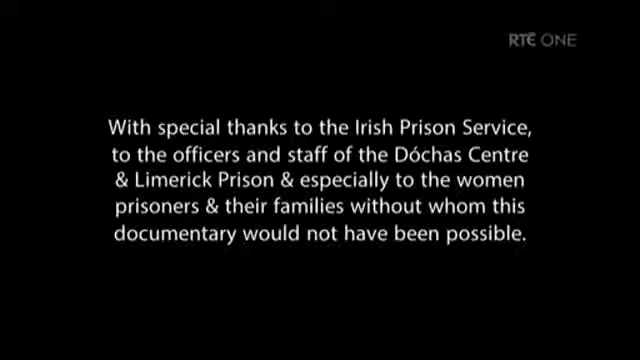 RTÉ ONE
With special thanks to the Irish Prison Service,
to the officers and staff of the Dóchas Centre
& Limerick Prison & especially to the women
prisoners & their families without whom this
documentary would not have been possible.